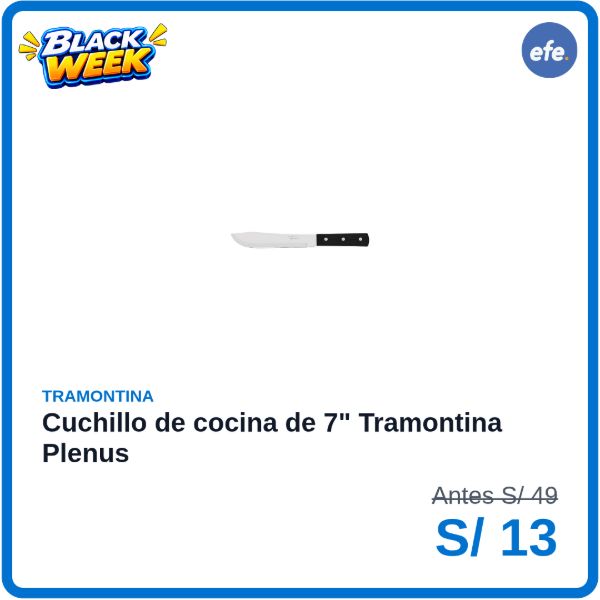 BLACK
WEEK
efe.
TRAMONTINA
Cuchillo de cocina de 7" Tramontina
Plenus
Antes S/ 49
S/ 13